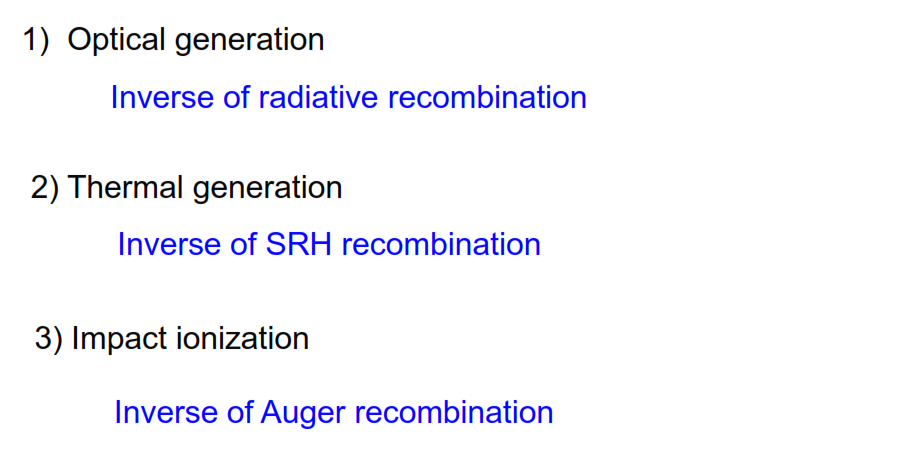 1) Optical generation
Inverse of radiative recombination
2) Thermal generation
Inverse of SRH recombination
3) Impact ionization
Inverse of Auger recombination